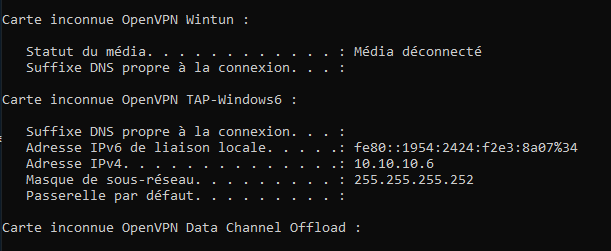 Carte inconnue OpenVPN Wintun :
Statut du média. . . . . . . . . . . . : Média déconnecté
Suffixe DNS propre à la connexion. . . :
Carte inconnue OpenVPN TAP-Windows6 :
Suffixe DNS propre à la connexion. . . :
Adresse IPv6 de liaison locale. . . . .: fe80::1954:2424:f2e3:8a07%34
Adresse IPv4. . . . . . . . . . . . . .: 10.10.10.6
Masque de sous-réseau. . . . . . . . . : 255.255.255.252
Passerelle par défaut. . . . . . . . . :
Carte inconnue OpenVPN Data Channel Offload :